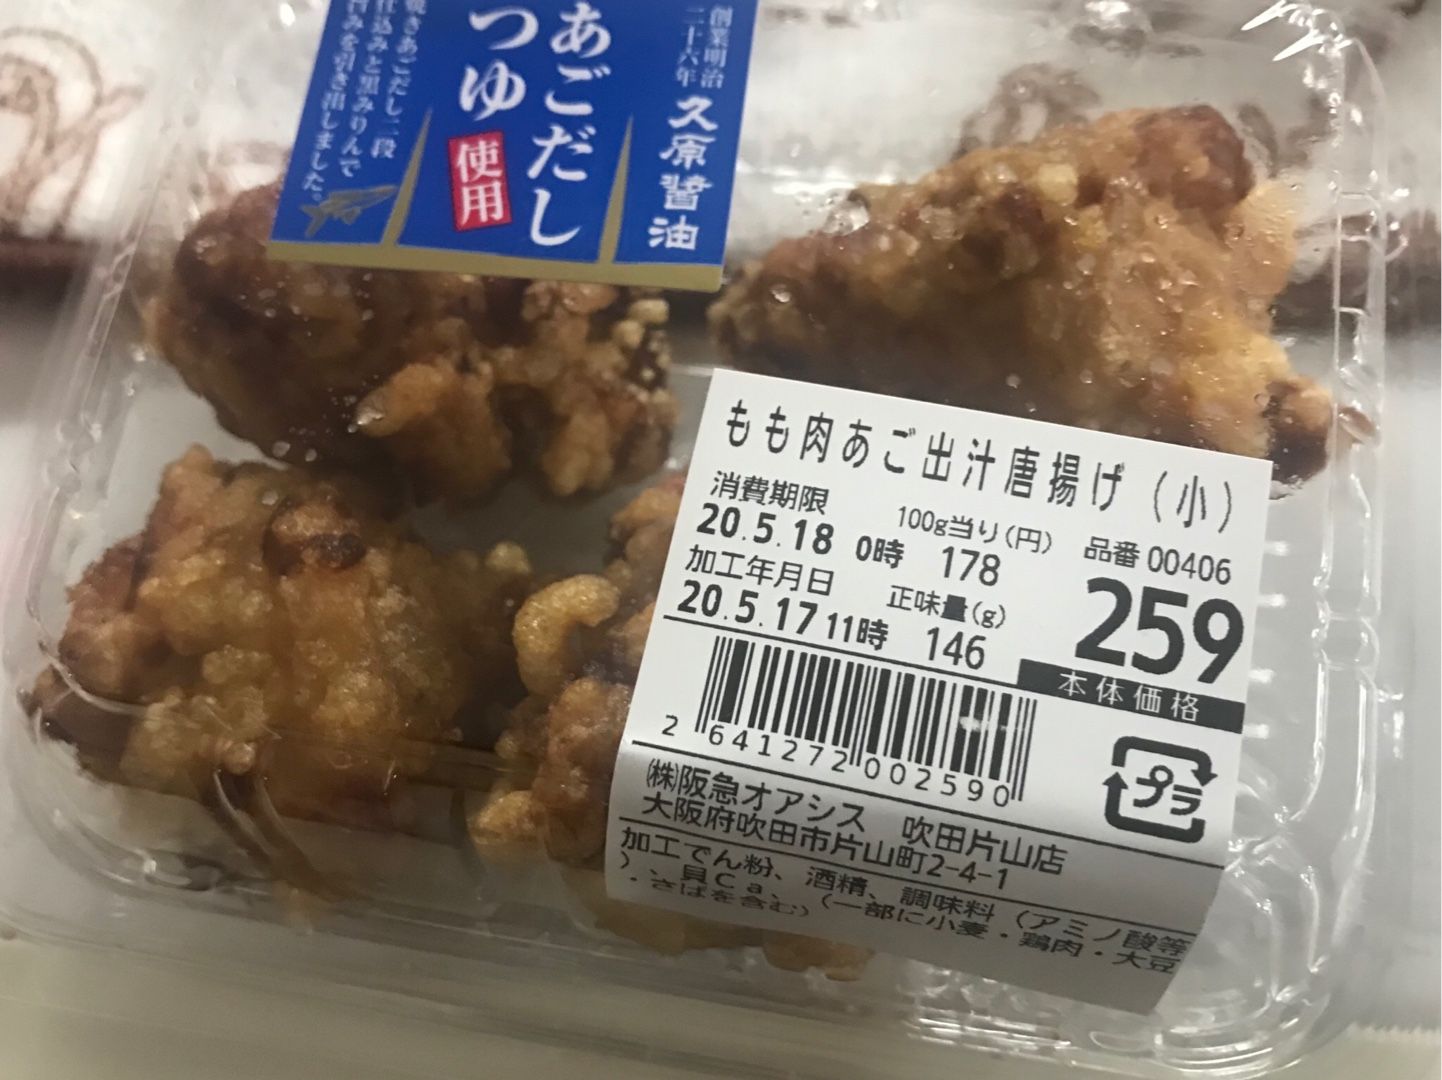 創業明治
二十六年
久原醤油
あごだし
つゆ
使用
焼きあごだし二段
仕込みと黒みりんで
旨みを引き出しました。
もも肉あご出汁唐揚げ(小)
消費期限
20.5.18 0時
100g当り(円)
178
品番 00406
加工年月日
20.5.17 11時
正味量(g)
146
259
本体価格
2 641272 002590
プラ
(株)阪急オアシス 吹田片山店
大阪府吹田市片山町2-4-1
加工でん粉、酒精、調味料(アミノ酸等
)、貝Ca、(一部に小麦・鶏肉・大豆
・さばを含む)